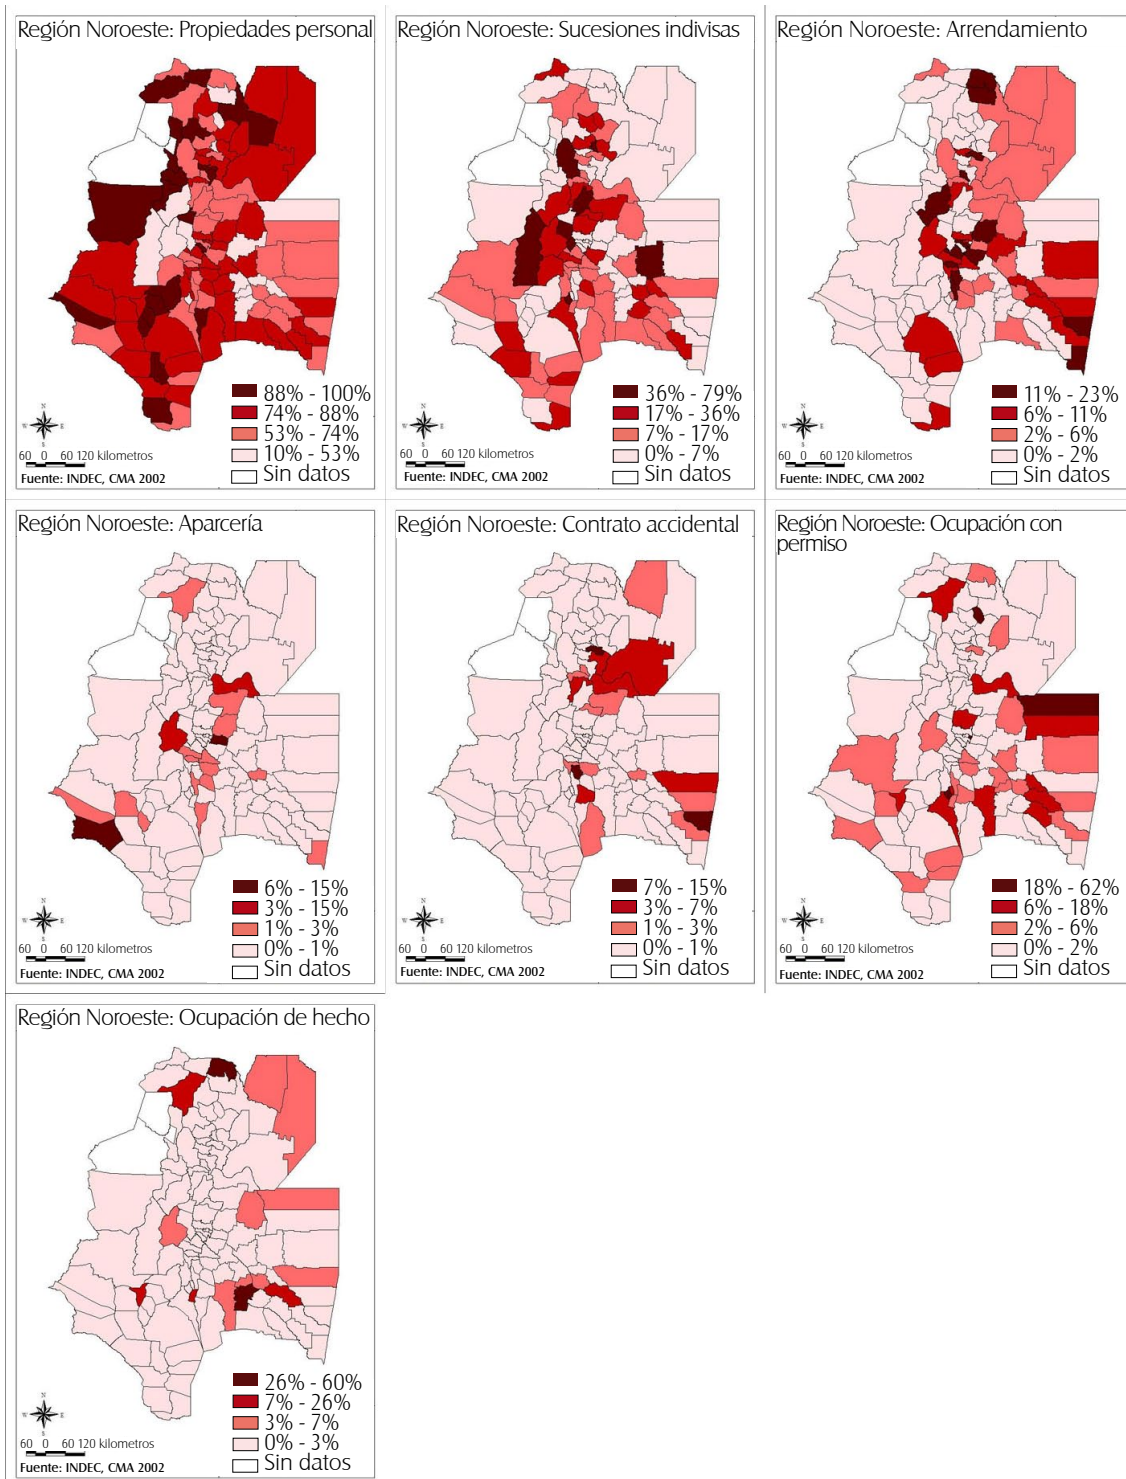 Región Noroeste: Propiedades personal
88% - 100%
74% - 88%
53% - 74%
10% - 53%
Sin datos
N
W
E
S
60 0 60 120 kilometros
Fuente: INDEC, CMA 2002
Región Noroeste: Sucesiones indivisas
36% - 79%
17% - 36%
7% - 17%
0% - 7%
Sin datos
N
W
E
S
60 0 60 120 kilometros
Fuente: INDEC, CMA 2002
Región Noroeste: Arrendamiento
11% - 23%
6% - 11%
2% - 6%
0% - 2%
Sin datos
N
W
E
S
60 0 60 120 kilometros
Fuente: INDEC, CMA 2002
Región Noroeste: Aparcería
6% - 15%
3% - 15%
1% - 3%
0% - 1%
Sin datos
N
W
E
S
60 0 60 120 kilometros
Fuente: INDEC, CMA 2002
Región Noroeste: Contrato accidental
7% - 15%
3% - 7%
1% - 3%
0% - 1%
Sin datos
N
W
E
S
60 0 60 120 kilometros
Fuente: INDEC, CMA 2002
Región Noroeste: Ocupación con
permiso
18% - 62%
6% - 18%
2% - 6%
0% - 2%
Sin datos
N
W
E
S
60 0 60 120 kilometros
Fuente: INDEC, CMA 2002
Región Noroeste: Ocupación de hecho
26% - 60%
7% - 26%
3% - 7%
0% - 3%
Sin datos
N
W
E
S
60 0 60 120 kilometros
Fuente: INDEC, CMA 2002